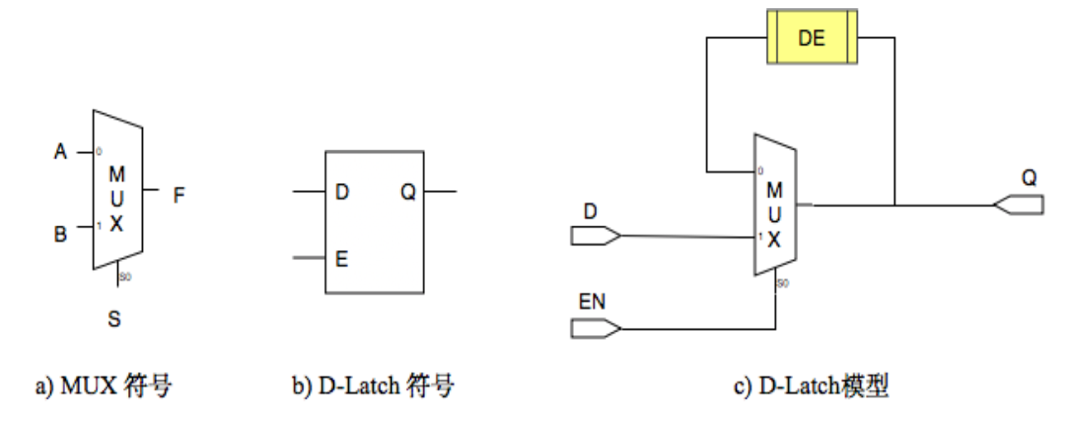 A
0
M
U
X
B
1
S0
S
F
D
Q
E
DE
0
M
U
X
1
S0
D
EN
Q
a) MUX 符号
b) D-Latch 符号
c) D-Latch模型